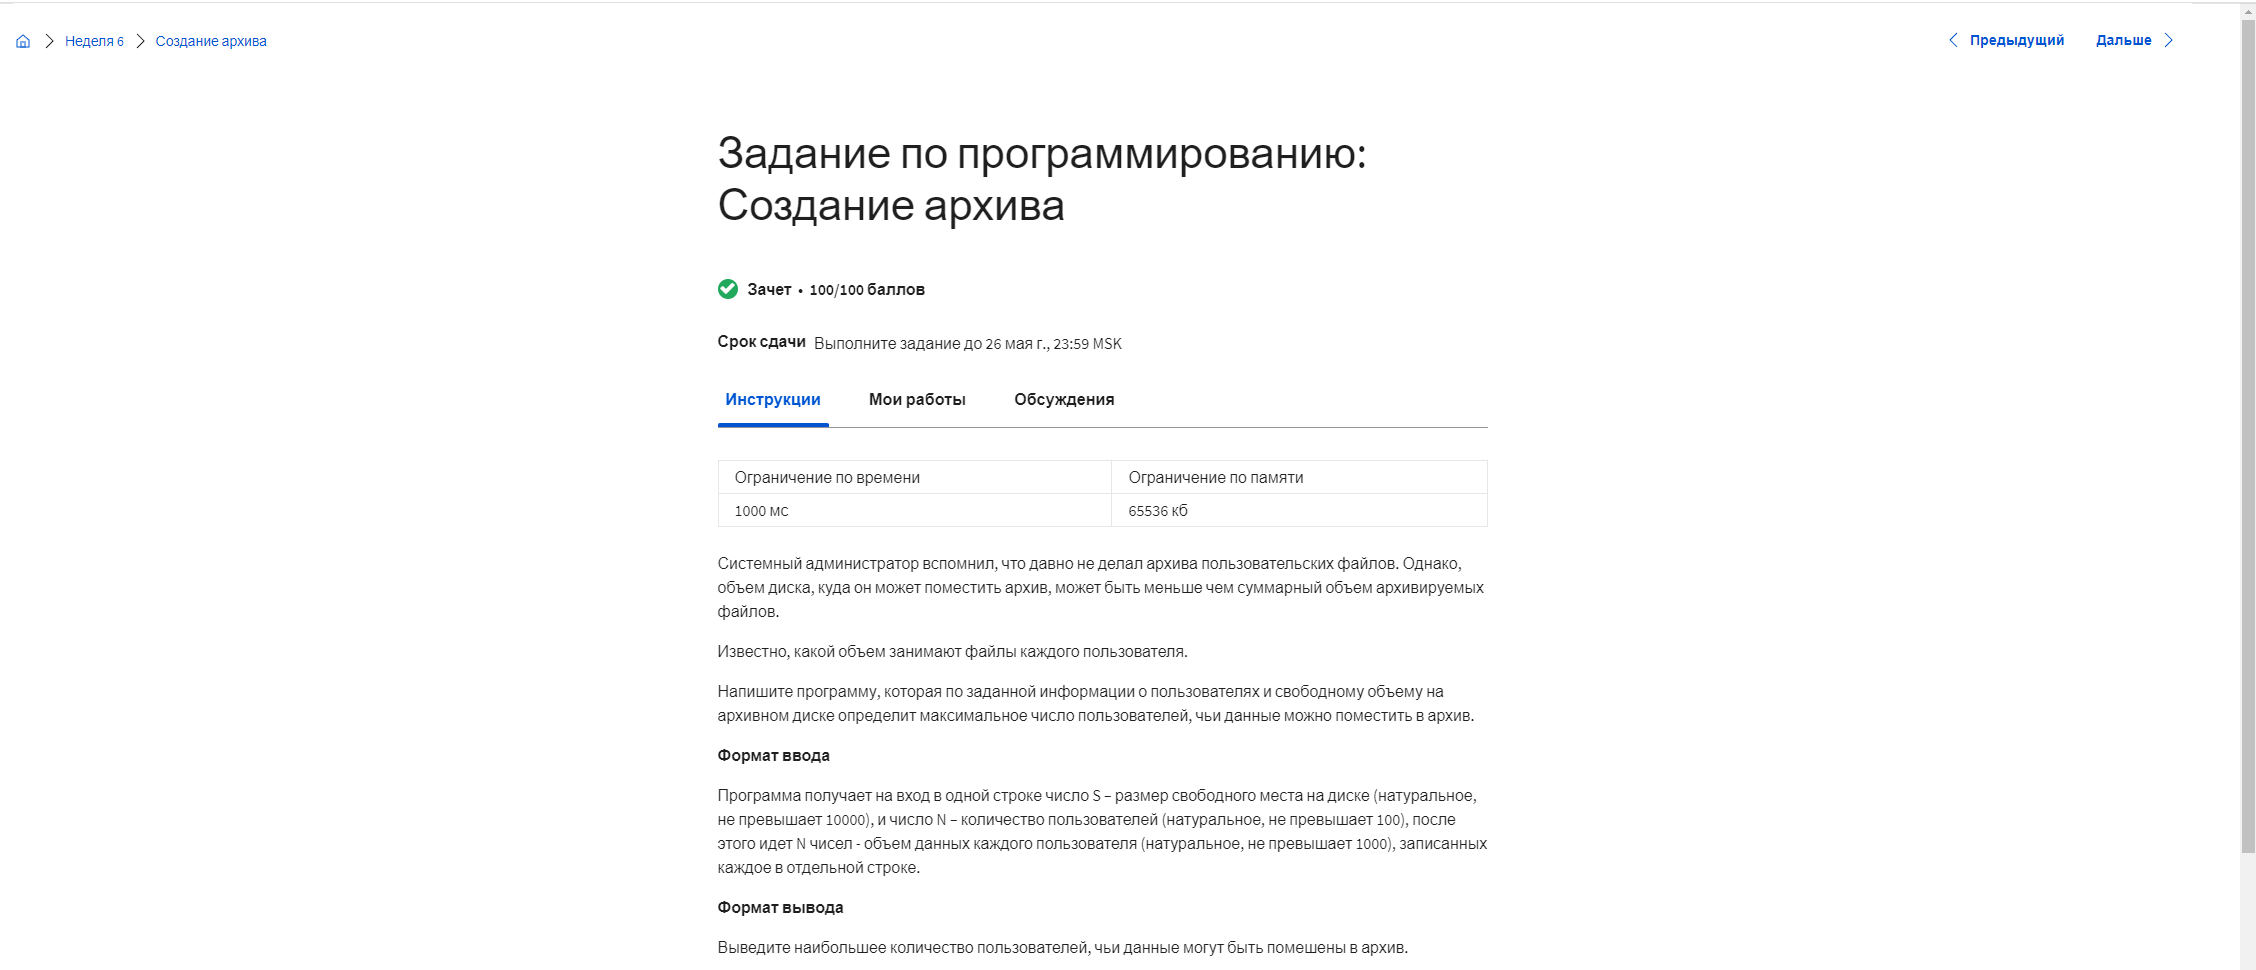 Неделя 6 Создание архива Предыдущий Дальше
Задание по программированию:
Создание архива
Зачет • 100/100 баллов
Срок сдачи Выполните задание до 26 мая г., 23:59 MSK
Инструкции Мои работы Обсуждения
Ограничение по времени Ограничение по памяти
1000 мс 65536 кб
Системный администратор вспомнил, что давно не делал архива пользовательских файлов. Однако,
объем диска, куда он может поместить архив, может быть меньше чем суммарный объем архивируемых
файлов.
Известно, какой объем занимают файлы каждого пользователя.
Напишите программу, которая по заданной информации о пользователях и свободному объему на
архивном диске определит максимальное число пользователей, чьи данные можно поместить в архив.
Формат ввода
Программа получает на вход в одной строке число S – размер свободного места на диске (натуральное,
не превышает 10000), и число N – количество пользователей (натуральное, не превышает 100), после
этого идет N чисел - объем данных каждого пользователя (натуральное, не превышает 1000), записанных
каждое в отдельной строке.
Формат вывода
Выведите наибольшее количество пользователей, чьи данные могут быть помешены в архив.